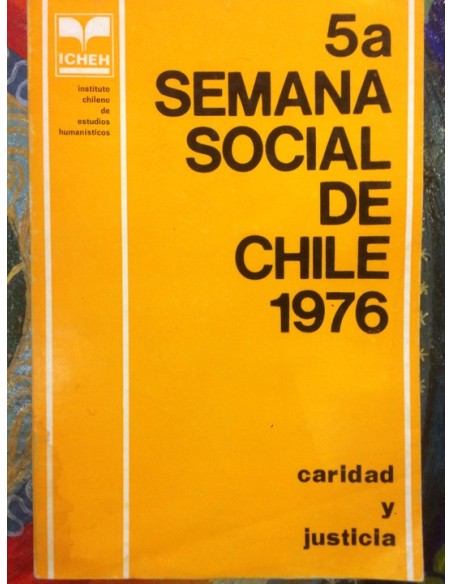 ICHEH
instituto
chileno
de
estudios
humanísticos
5a
SEMANA
SOCIAL
DE
CHILE
1976
caridad
y
justicia